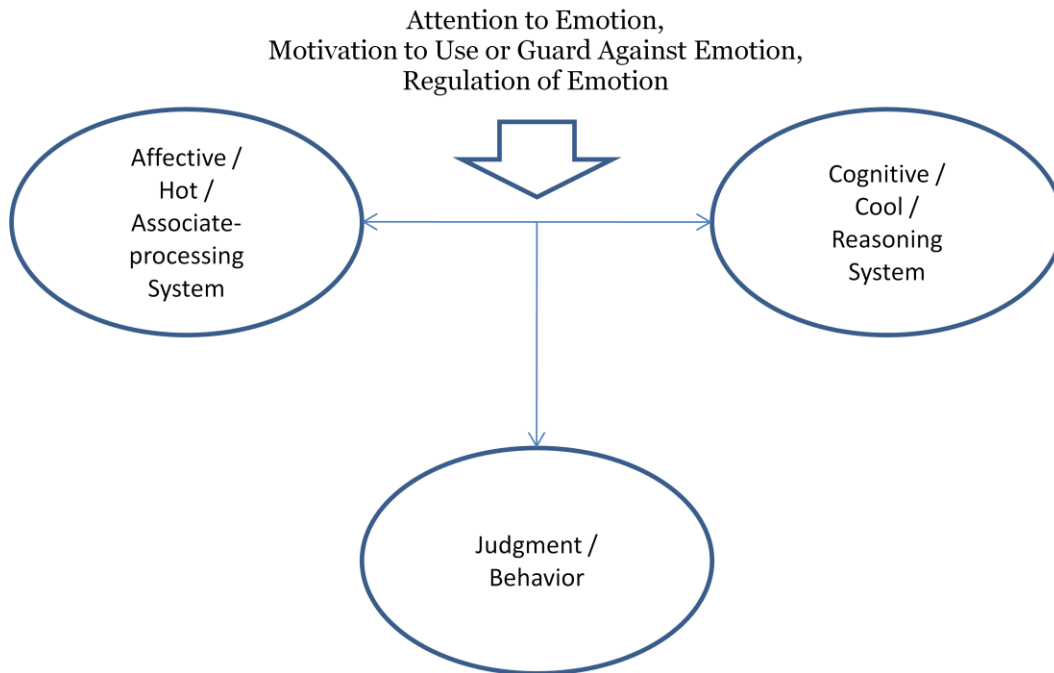 Attention to Emotion,
Motivation to Use or Guard Against Emotion,
Regulation of Emotion
Affective /
Hot /
Associate-
processing
System
Cognitive /
Cool /
Reasoning
System
Judgment /
Behavior